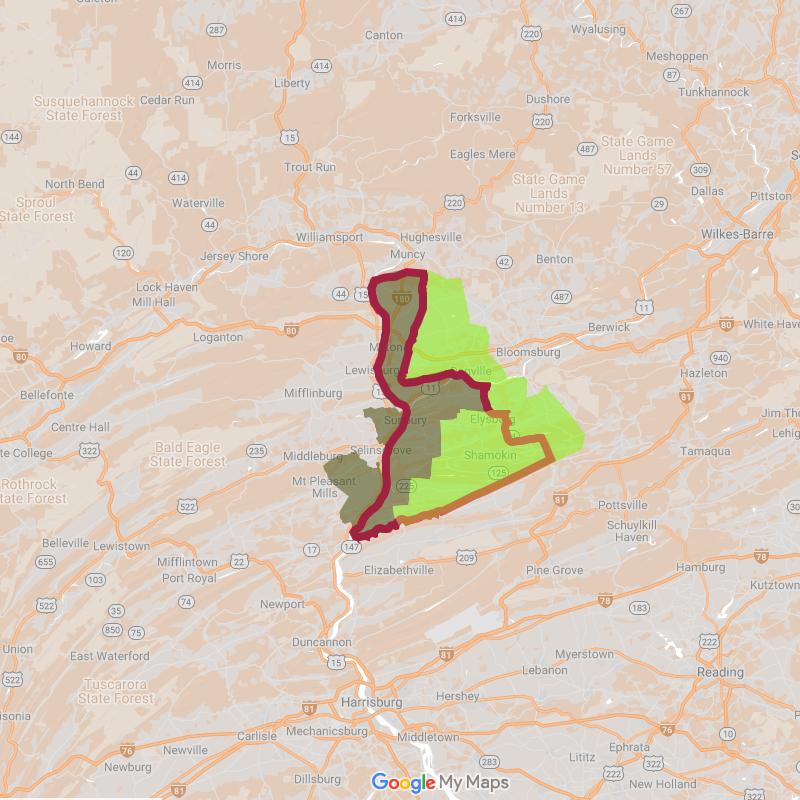 Galeton
287
267
Wyalusing
414
220
Canton
Meshoppen
Morris
414
87
Tunkhannock
414
Liberty
Cedar Run
Susquehannock
State Forest
Dushore
Forksville
220
144
15
487
State Game
Lands
Number 57
Eagles Mere
Trout Run
309
44
414
State Game
Lands
Number 13
North Bend
Dallas
Pittston
Sproul
State Forest
Waterville
220
29
44
Williamsport
Hughesville
Wilkes-Barre
120
Jersey Shore
Muncy
42
Benton
Lock Haven
44
15
180
487
11
Mill Hall
80
Berwick
80
White Haven
Loganton
Howard
Bloomsburg
80
940
Lewisburg
Danville
Hazleton
Bellefonte
Mifflinburg
11
81
Jim Tho
Centre Hall
Sunbury
Elysburg
Bald Eagle
State Forest
235
Selinsgrove
State College
Middleburg
Shamokin
Tamaqua
Mt Pleasant
Mills
125
81
Rothrock
State Forest
522
225
Pottsville
Belleville
Lewistown
17
147
Schuylkill
Haven
655
Mifflintown
22
209
Port Royal
Elizabethville
Pine Grove
Hamburg
103
522
74
78
183
Kutztown
35
Newport
850
75
222
Union
East Waterford
Duncannon
Myerstown
522
15
81
Lebanon
Reading
Tuscarora
State Forest
Hershey
81
Harrisburg
Mechanicsburg
76
10
Carlisle
Middletown
76
Newville
Ephrata
Lititz
222
Newburg
283
Dillsburg
322
81
New Holland
Google My Maps